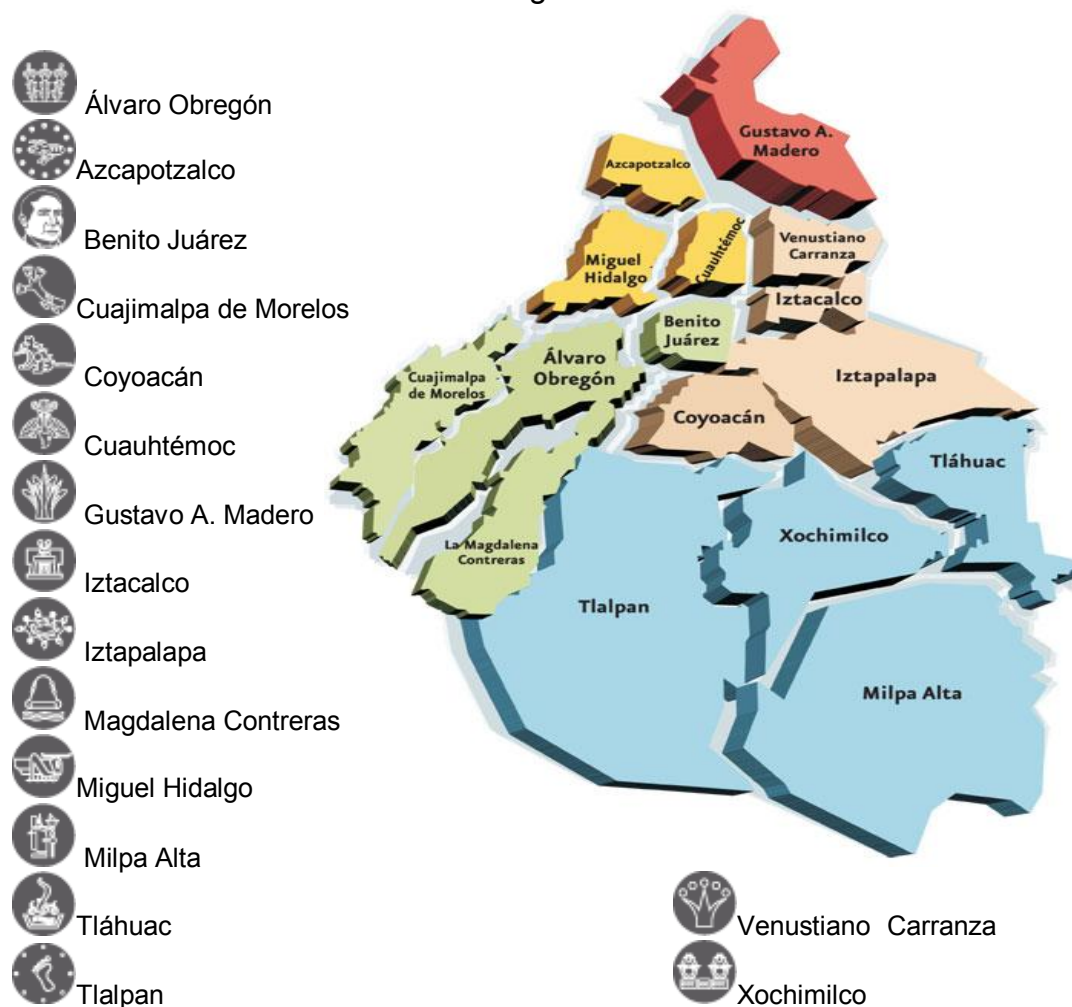 Álvaro Obregón
Azcapotzalco
Benito Juárez
Cuajimalpa de Morelos
Coyoacán
Cuauhtémoc
Gustavo A. Madero
Iztacalco
Iztapalapa
Magdalena Contreras
Miguel Hidalgo
Milpa Alta
Tláhuac
Tlalpan
Venustiano Carranza
Xochimilco
Gustavo A.
Madero
Azcapotzalco
Miguel
Hidalgo
Cuauhtémoc
Venustiano
Carranza
Iztacalco
Benito
Juárez
Cuajimalpa
de Morelos
Álvaro
Obregón
Iztapalapa
Coyoacán
Tláhuac
La Magdalena
Contreras
Xochimilco
Tlalpan
Milpa Alta